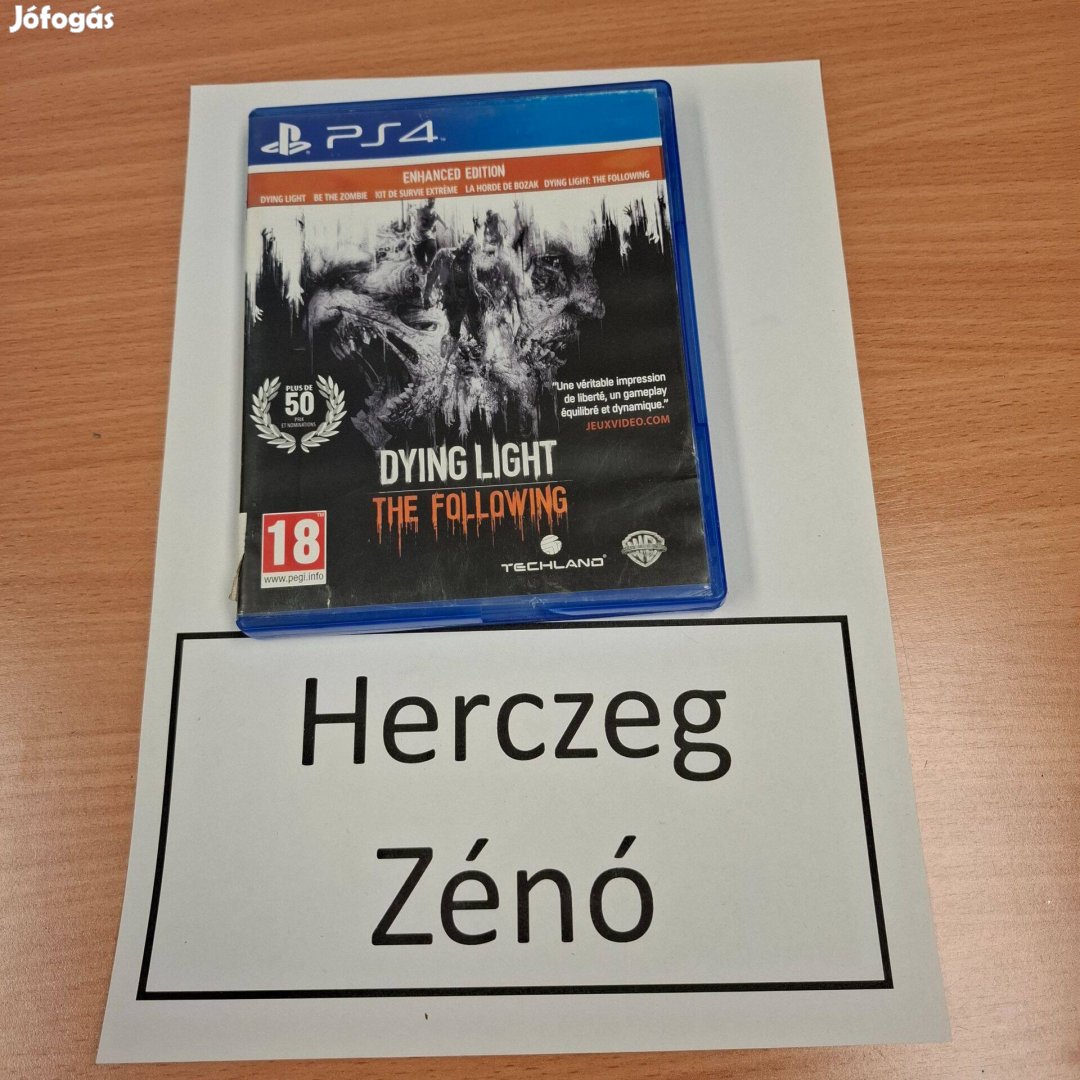 Jófogás
PS4
ENHANCED EDITION
DYING LIGHT BE THE ZOMBIE KIT DE SURVIE EXTRÊME LA HORDE DE BOZAK DYING LIGHT: THE FOLLOWING
PLUS DE
50
PRIX
ET NOMINATIONS
"Une véritable impression
de liberté, un gameplay
équilibré et dynamique."
JEUXVIDEO.COM
DYING LIGHT
THE FOLLOWING
18
www.pegi.info
TECHLAND
WB
Herczeg
Zénó